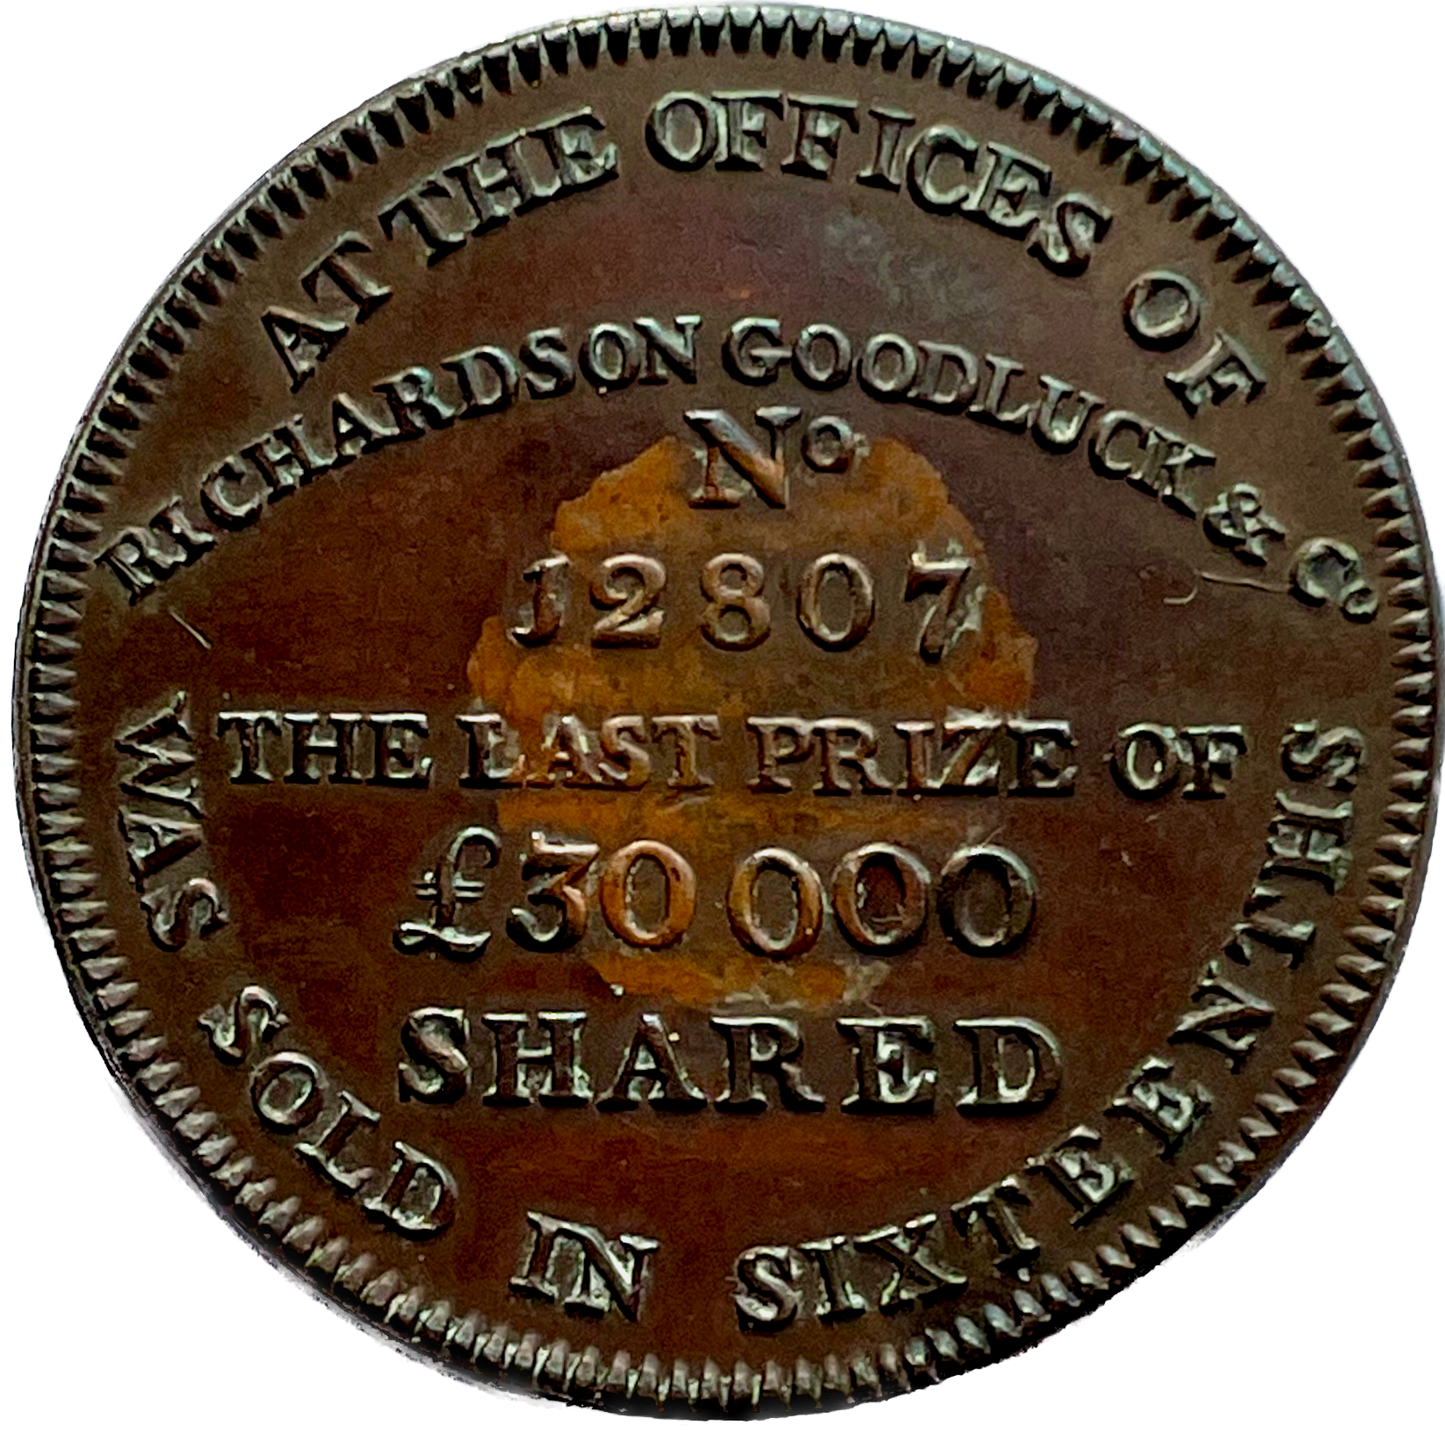 AT THE OFFICES OF
RICHARDSON GOODLUCK & Co
No.
12807
THE LAST PRIZE OF
£30000
SHARED
WAS SOLD IN SIXTEENTHS